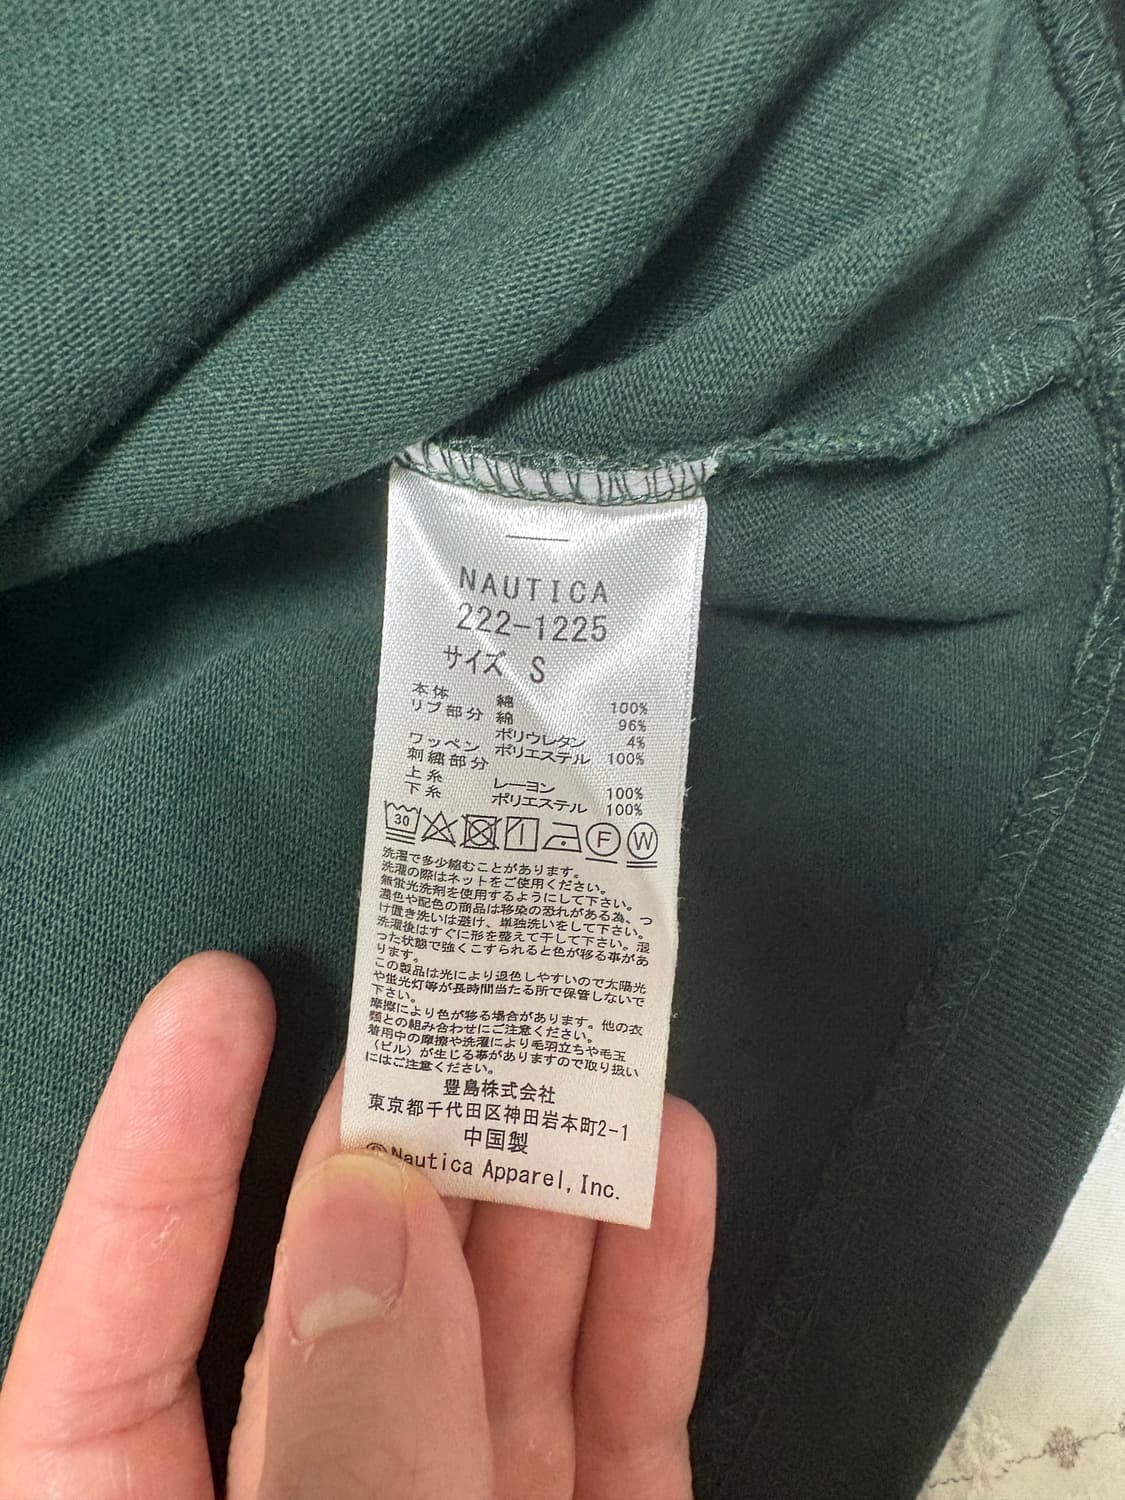 NAUTICA
222-1225
サイズ S
本体 綿 100%
リブ部分 綿 96%
ポリウレタン 4%
ワッペン ポリエステル 100%
刺繍部分
上糸 レーヨン 100%
下糸 ポリエステル 100%
30 F W
洗濯で多少縮むことがあります。
洗濯の際はネットをご使用ください。
無蛍光洗剤を使用するようにして下さい。
濃色や配色の商品は移染の恐れがある為、つ
け置き洗いは避け、単独洗いをして下さい。
洗濯後はすぐに形を整えて干して下さい。湿
った状態で強くこすられると色が移る事があ
ります。
この製品は光により退色しやすいので太陽光
や蛍光灯等が長時間当たる所で保管しないで
下さい。
摩擦により色が移る場合があります。他の衣
類との組み合わせにご注意ください。
着用中の摩擦や洗濯により毛羽立ちや毛玉
(ピル)が生じる事がありますので取り扱い
にはご注意ください。
豊島株式会社
東京都千代田区神田岩本町2-1
中国製
©Nautica Apparel, Inc.